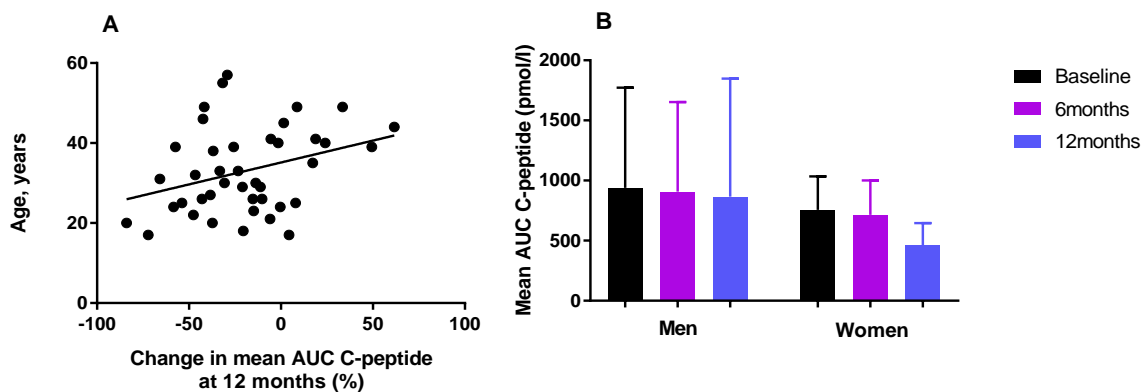 A
Age, years
60
40
20
0
-100
-50
0
50
100
Change in mean AUC C-peptide
at 12 months (%)
B
Mean AUC C-peptide (pmol/l)
2000
1500
1000
500
0
Men
Women
Baseline
6months
12months